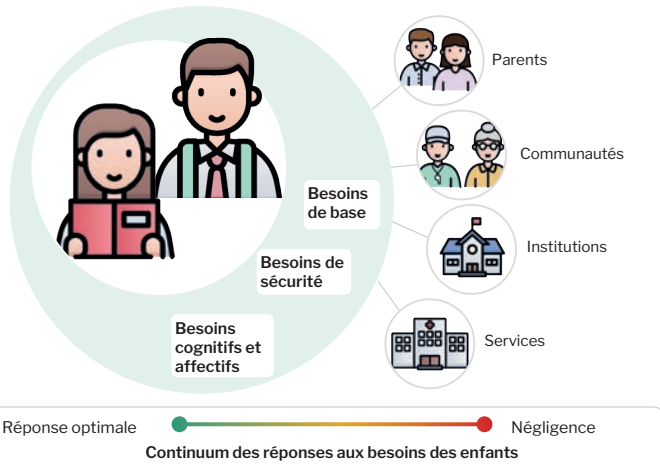 Parents
Communautés
Besoins
de base
Institutions
Besoins de
sécurité
Besoins
cognitifs et
affectifs
Services
Réponse optimale
Négligence
Continuum des réponses aux besoins des enfants